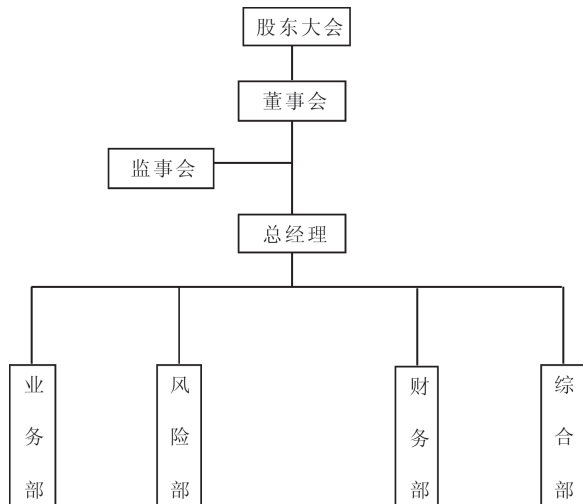 股东大会
董事会
监事会
总经理
业务部
风险部
财务部
综合部